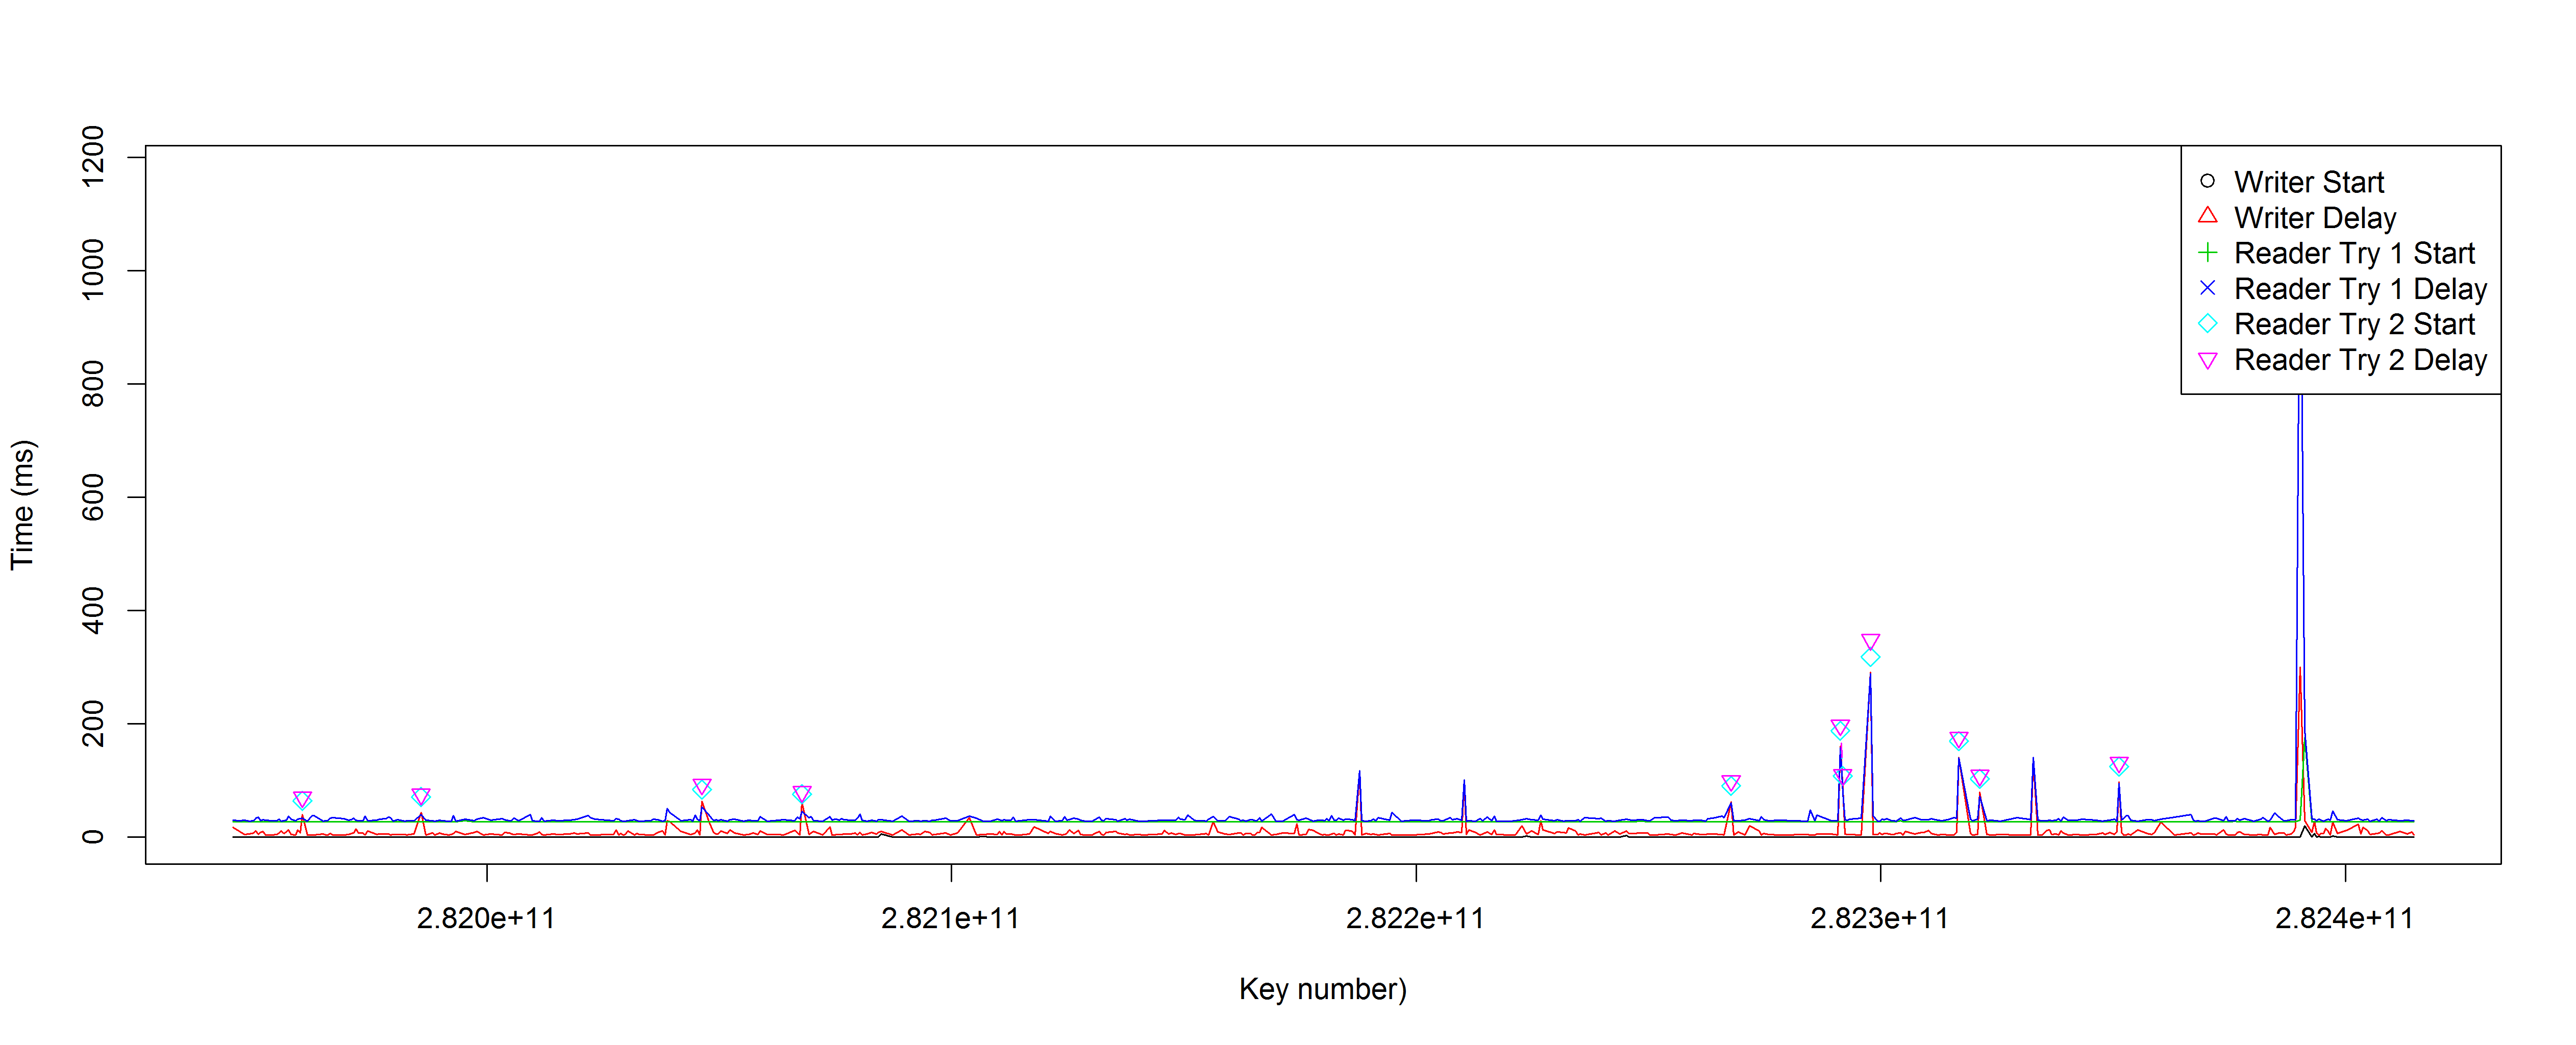 Time (ms)
1200
1000
800
600
400
200
0
Writer Start
Writer Delay
Reader Try 1 Start
Reader Try 1 Delay
Reader Try 2 Start
Reader Try 2 Delay
2.820e+11 2.821e+11 2.822e+11 2.823e+11 2.824e+11
Key number)